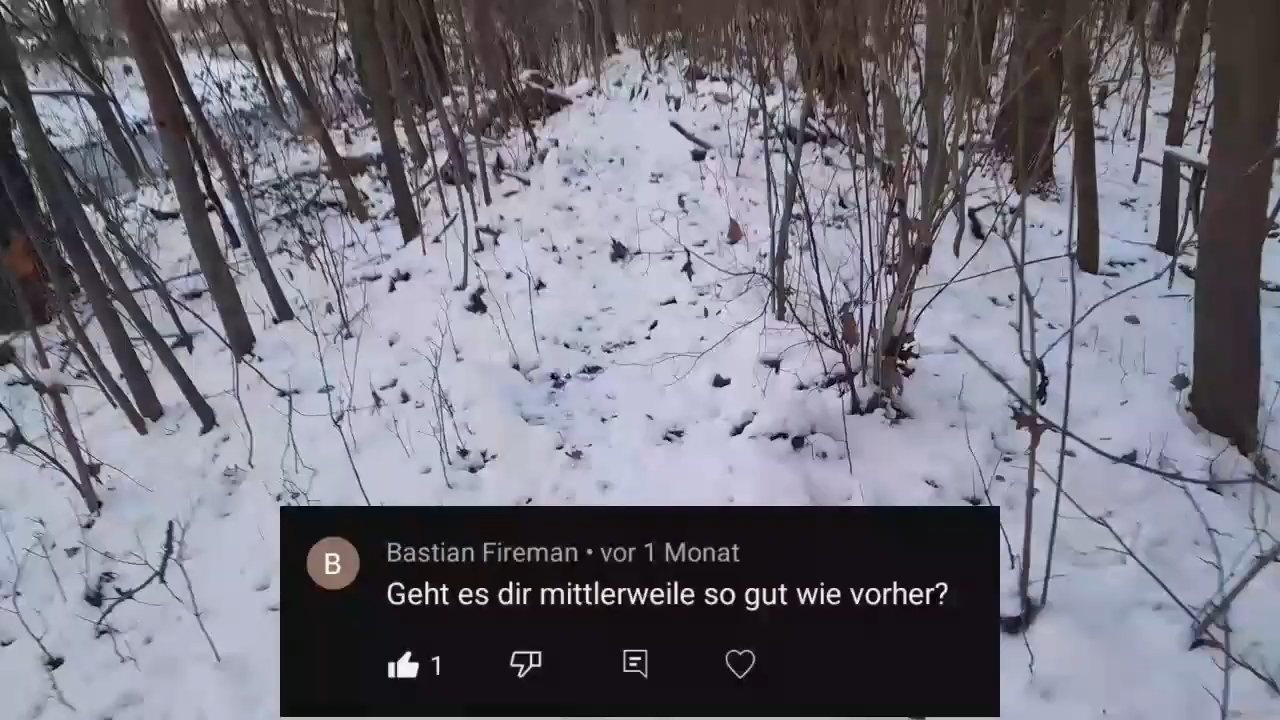 B
Bastian Fireman • vor 1 Monat
Geht es dir mittlerweile so gut wie vorher?
1